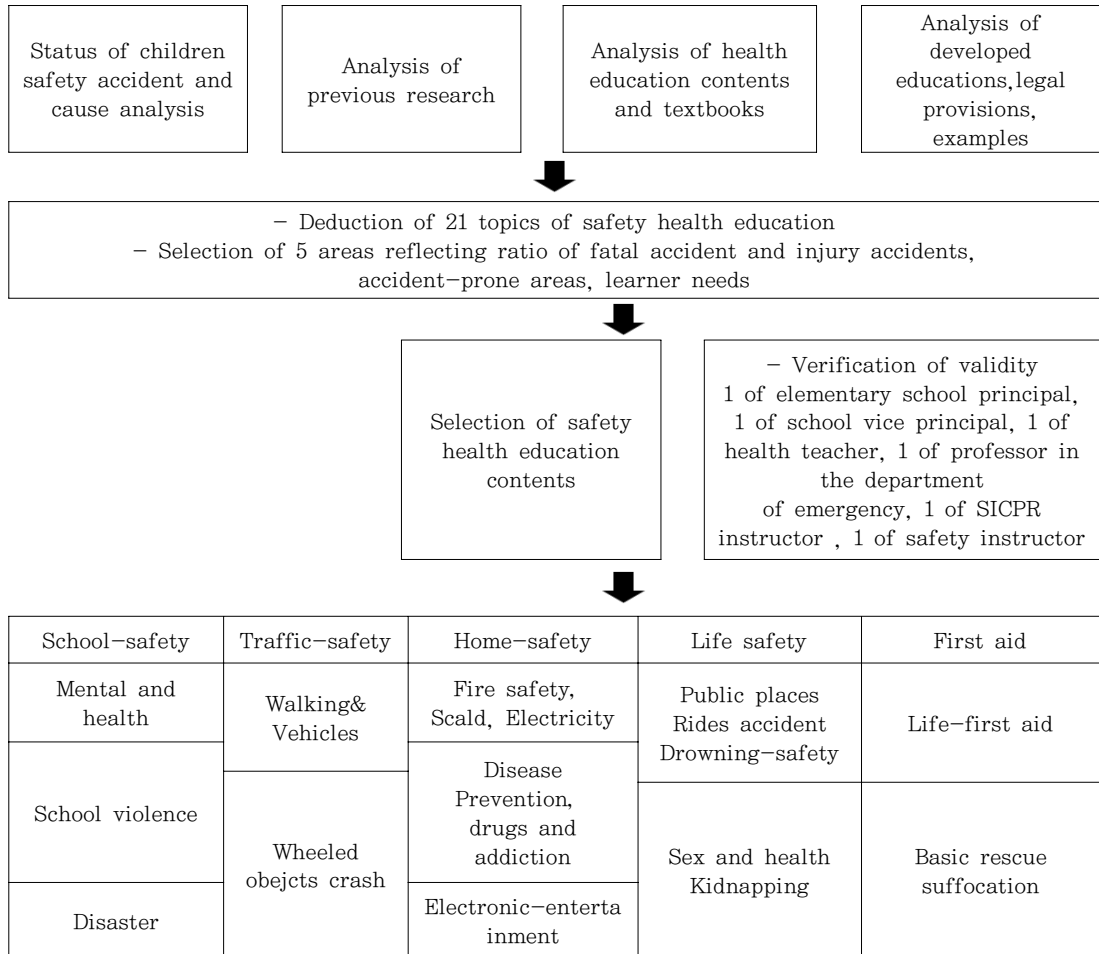 Status of children
safety accident and
cause analysis
Analysis of
previous research
Analysis of health
education contents
and textbooks
Analysis of
developed
educations,legal
provisions,
examples
− Deduction of 21 topics of safety health education
− Selection of 5 areas reflecting ratio of fatal accident and injury accidents,
accident−prone areas, learner needs
Selection of safety
health education
contents
− Verification of validity
1 of elementary school principal,
1 of school vice principal, 1 of
health teacher, 1 of professor in
the department
of emergency, 1 of SICPR
instructor , 1 of safety instructor
School−safety
Traffic−safety
Home−safety
Life safety
First aid
Mental and
health
School violence
Disaster
Walking&
Vehicles
Wheeled
obejcts crash
Fire safety,
Scald, Electricity
Disease
Prevention,
drugs and
addiction
Electronic−enterta
inment
Public places
Rides accident
Drowning−safety
Sex and health
Kidnapping
Life−first aid
Basic rescue
suffocation